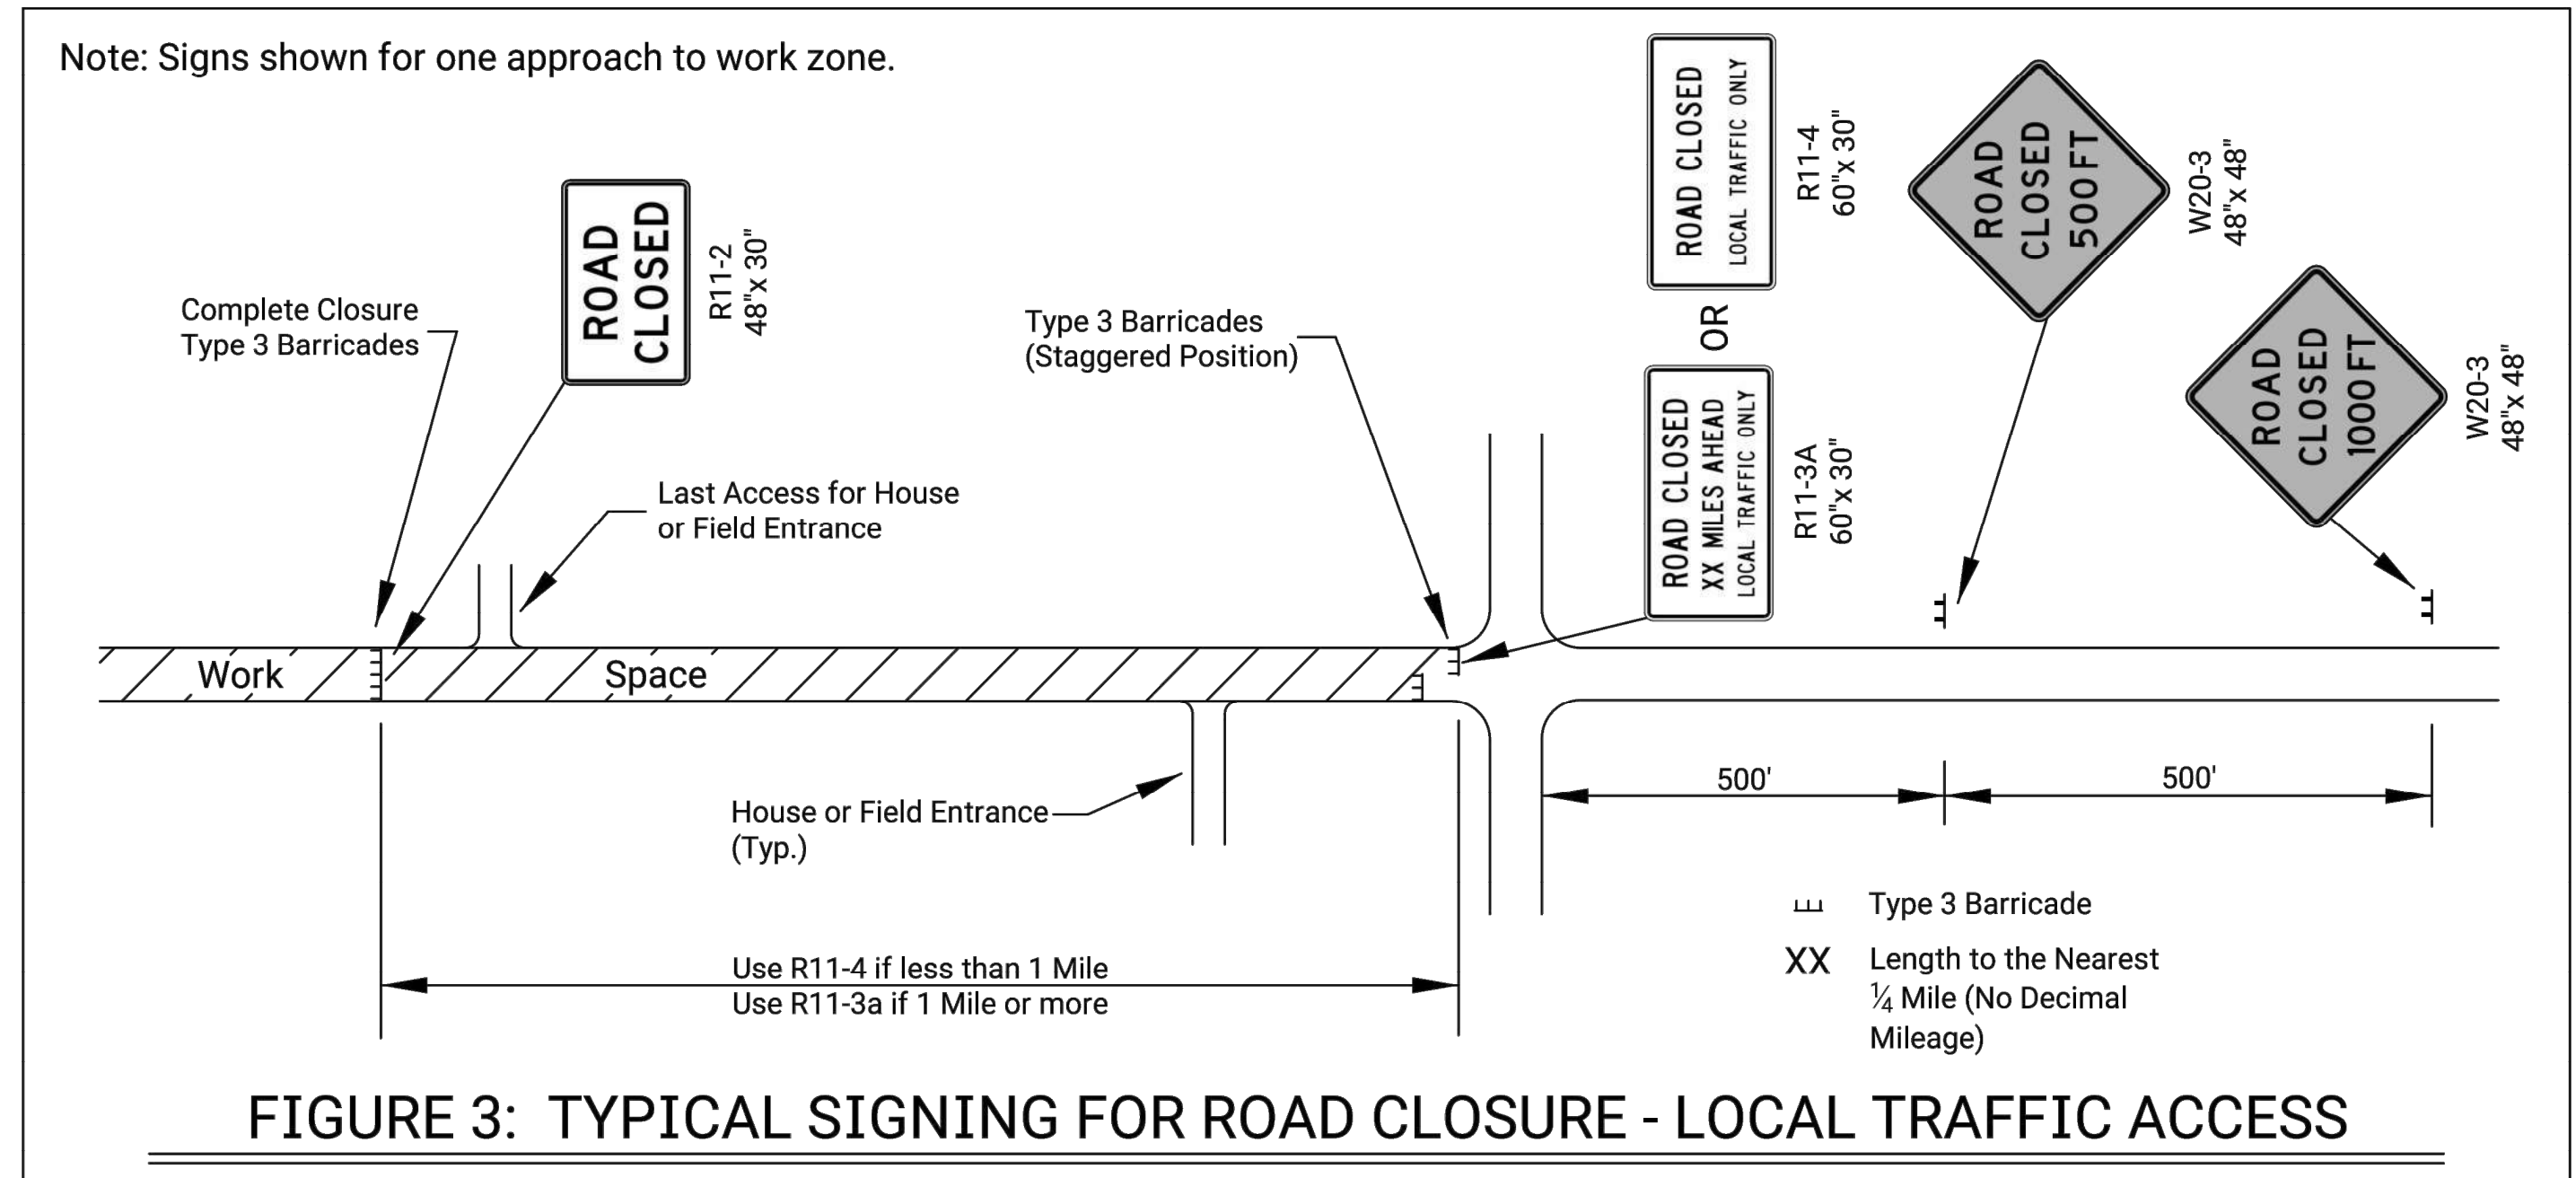 Note: Signs shown for one approach to work zone.
ROAD
CLOSED
R11-2
48"x 30"
Complete Closure
Type 3 Barricades
Last Access for House
or Field Entrance
Type 3 Barricades
(Staggered Position)
ROAD CLOSED
LOCAL TRAFFIC ONLY
R11-4
60"x 30"
OR
ROAD CLOSED
XX MILES AHEAD
LOCAL TRAFFIC ONLY
R11-3A
60"x 30"
ROAD
CLOSED
500FT
W20-3
48"x 48"
ROAD
CLOSED
1000FT
W20-3
48"x 48"
Work
Space
House or Field Entrance
(Typ.)
500'
500'
Use R11-4 if less than 1 Mile
Use R11-3a if 1 Mile or more
Type 3 Barricade
XX Length to the Nearest
¼ Mile (No Decimal
Mileage)
FIGURE 3: TYPICAL SIGNING FOR ROAD CLOSURE - LOCAL TRAFFIC ACCESS